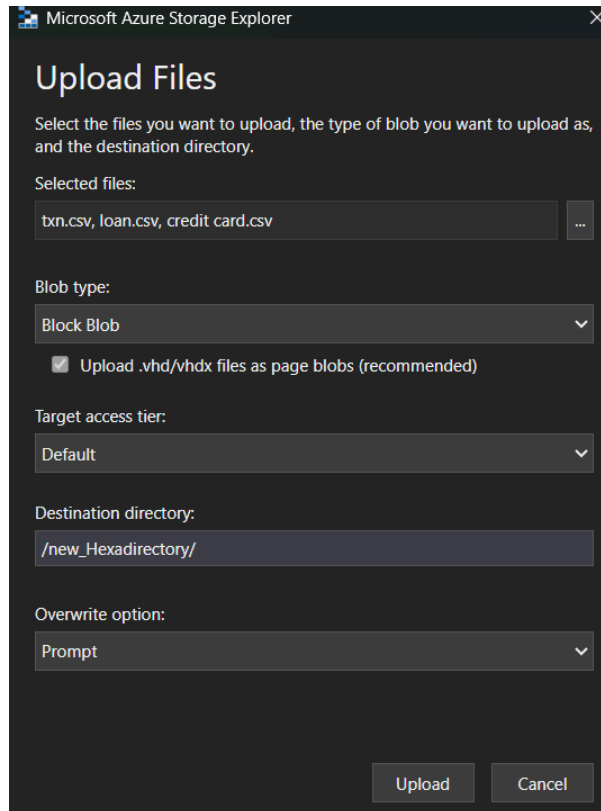 Microsoft Azure Storage Explorer
Upload Files
Select the files you want to upload, the type of blob you want to upload as,
and the destination directory.
Selected files:
txn.csv, loan.csv, credit card.csv
...
Blob type:
Block Blob
Upload .vhd/vhdx files as page blobs (recommended)
Target access tier:
Default
Destination directory:
/new_Hexadirectory/
Overwrite option:
Prompt
Upload
Cancel